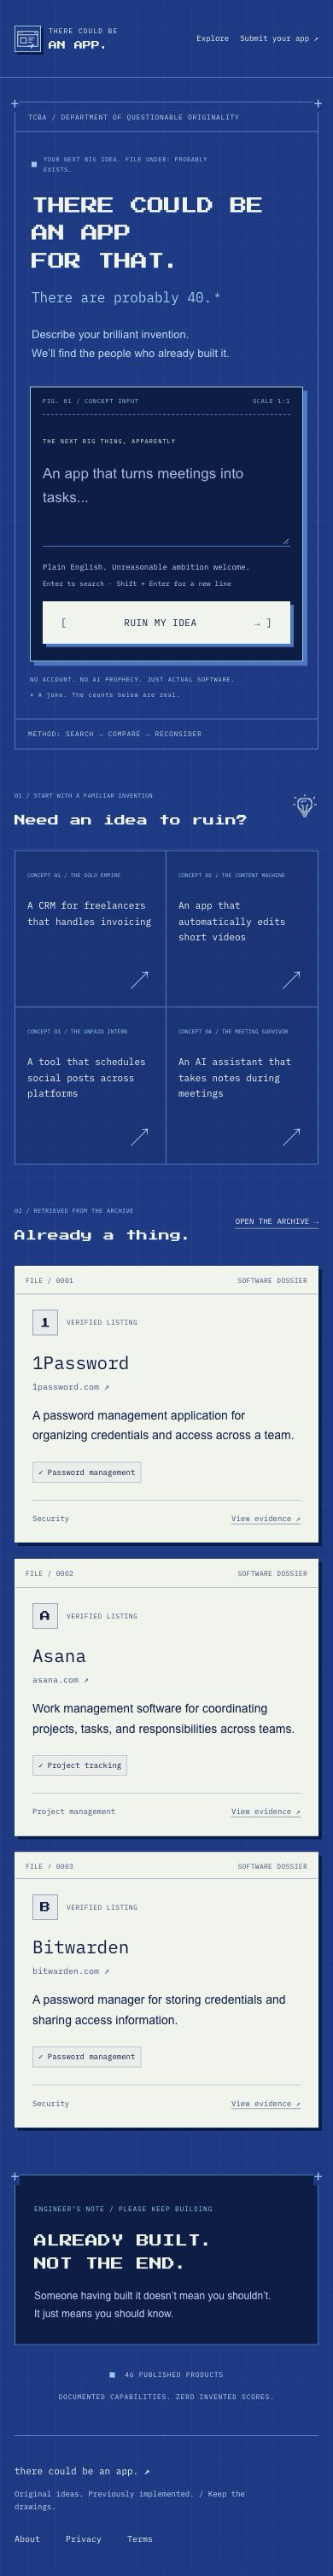 THERE COULD BE
AN APP.
Explore Submit your app ↗
TCBA / DEPARTMENT OF QUESTIONABLE ORIGINALITY
YOUR NEXT BIG IDEA. FILE UNDER: PROBABLY
EXISTS.
THERE COULD BE
AN APP
FOR THAT.
There are probably 40.*
Describe your brilliant invention.
We'll find the people who already built it.
FIG. 01 / CONCEPT INPUT SCALE 1:1
THE NEXT BIG THING, APPARENTLY
An app that turns meetings into
tasks...
Plain English. Unreasonable ambition welcome.
Enter to search · Shift + Enter for a new line
[ RUIN MY IDEA → ]
NO ACCOUNT. NO AI PROPHECY. JUST ACTUAL SOFTWARE.
* A joke. The counts below are real.
METHOD: SEARCH → COMPARE → RECONSIDER
01 / START WITH A FAMILIAR INVENTION
Need an idea to ruin?
CONCEPT 01 / THE SOLO EMPIRE
A CRM for freelancers
that handles invoicing
CONCEPT 02 / THE CONTENT MACHINE
An app that
automatically edits
short videos
CONCEPT 03 / THE UNPAID INTERN
A tool that schedules
social posts across
platforms
CONCEPT 04 / THE MEETING SURVIVOR
An AI assistant that
takes notes during
meetings
02 / RETRIEVED FROM THE ARCHIVE
Already a thing.
OPEN THE ARCHIVE →
FILE / 0001 SOFTWARE DOSSIER
1 VERIFIED LISTING
1Password
1password.com ↗
A password management application for
organizing credentials and access across a team.
✓ Password management
Security View evidence ↗
FILE / 0002 SOFTWARE DOSSIER
A VERIFIED LISTING
Asana
asana.com ↗
Work management software for coordinating
projects, tasks, and responsibilities across teams.
✓ Project tracking
Project management View evidence ↗
FILE / 0003 SOFTWARE DOSSIER
B VERIFIED LISTING
Bitwarden
bitwarden.com ↗
A password manager for storing credentials and
sharing access information.
✓ Password management
Security View evidence ↗
ENGINEER'S NOTE / PLEASE KEEP BUILDING
ALREADY BUILT.
NOT THE END.
Someone having built it doesn't mean you shouldn't.
It just means you should know.
46 PUBLISHED PRODUCTS
DOCUMENTED CAPABILITIES. ZERO INVENTED SCORES.
there could be an app. ↗
Original ideas. Previously implemented. / Keep the
drawings.
About Privacy Terms